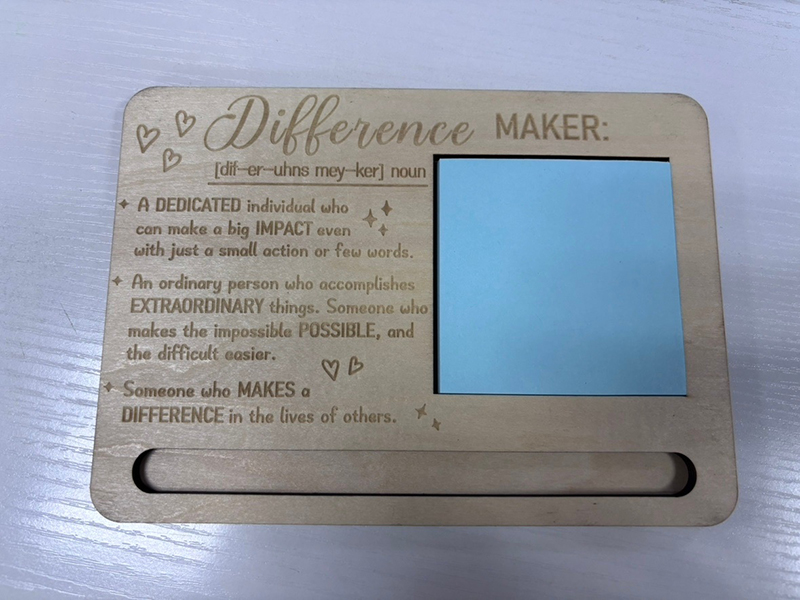 Difference MAKER:
[dif-er-uhns mey-ker] noun
A DEDICATED individual who
can make a big IMPACT even
with just a small action or few words.
An ordinary person who accomplishes
EXTRAORDINARY things. Someone who
makes the impossible POSSIBLE, and
the difficult easier.
Someone who MAKES a
DIFFERENCE in the lives of others.